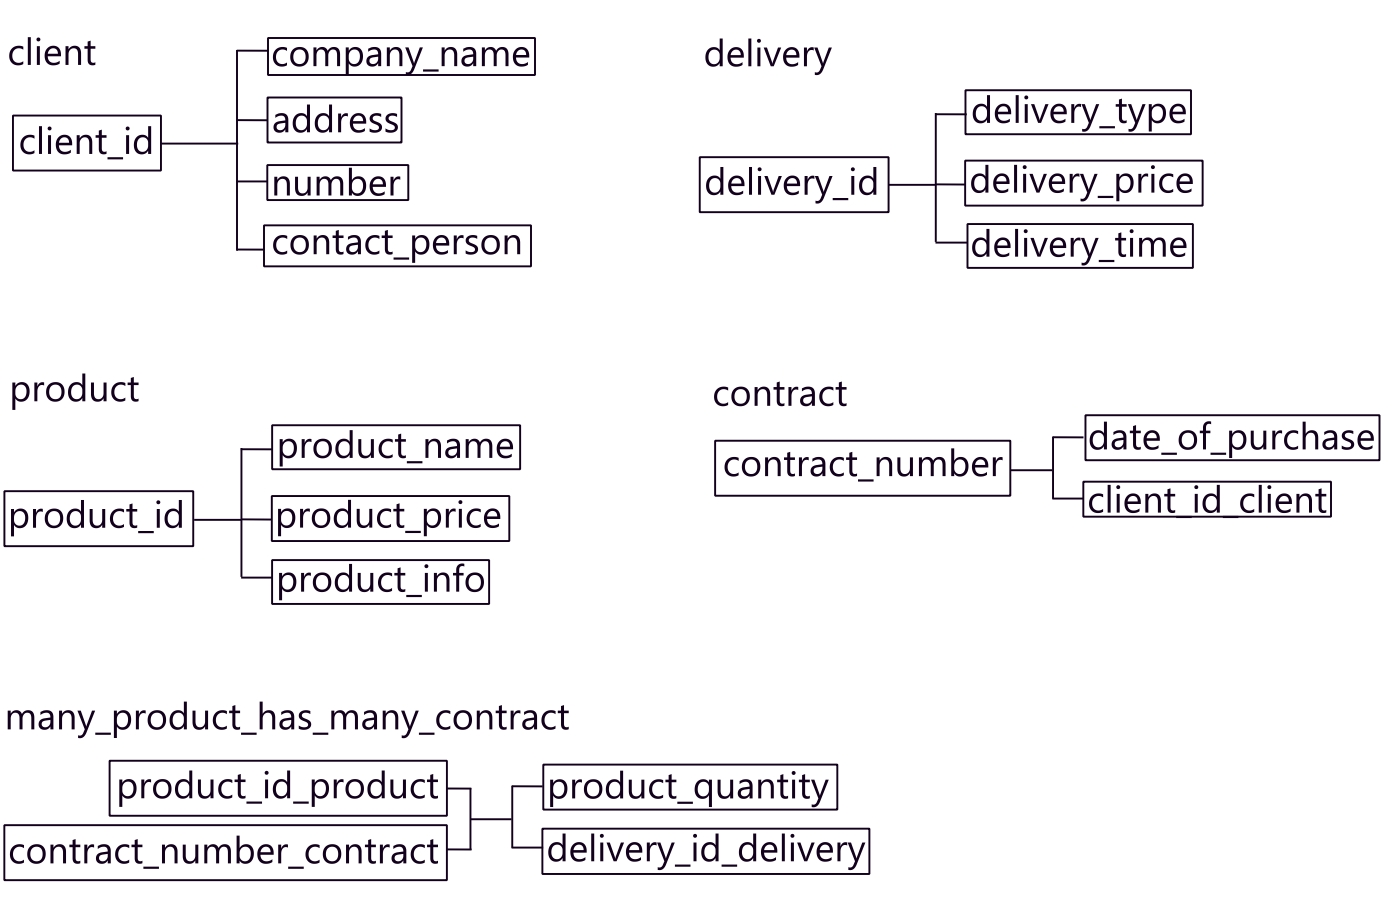 client
client_id
company_name
address
number
contact_person
delivery
delivery_id
delivery_type
delivery_price
delivery_time
product
product_id
product_name
product_price
product_info
contract
contract_number
date_of_purchase
client_id_client
many_product_has_many_contract
product_id_product
contract_number_contract
product_quantity
delivery_id_delivery